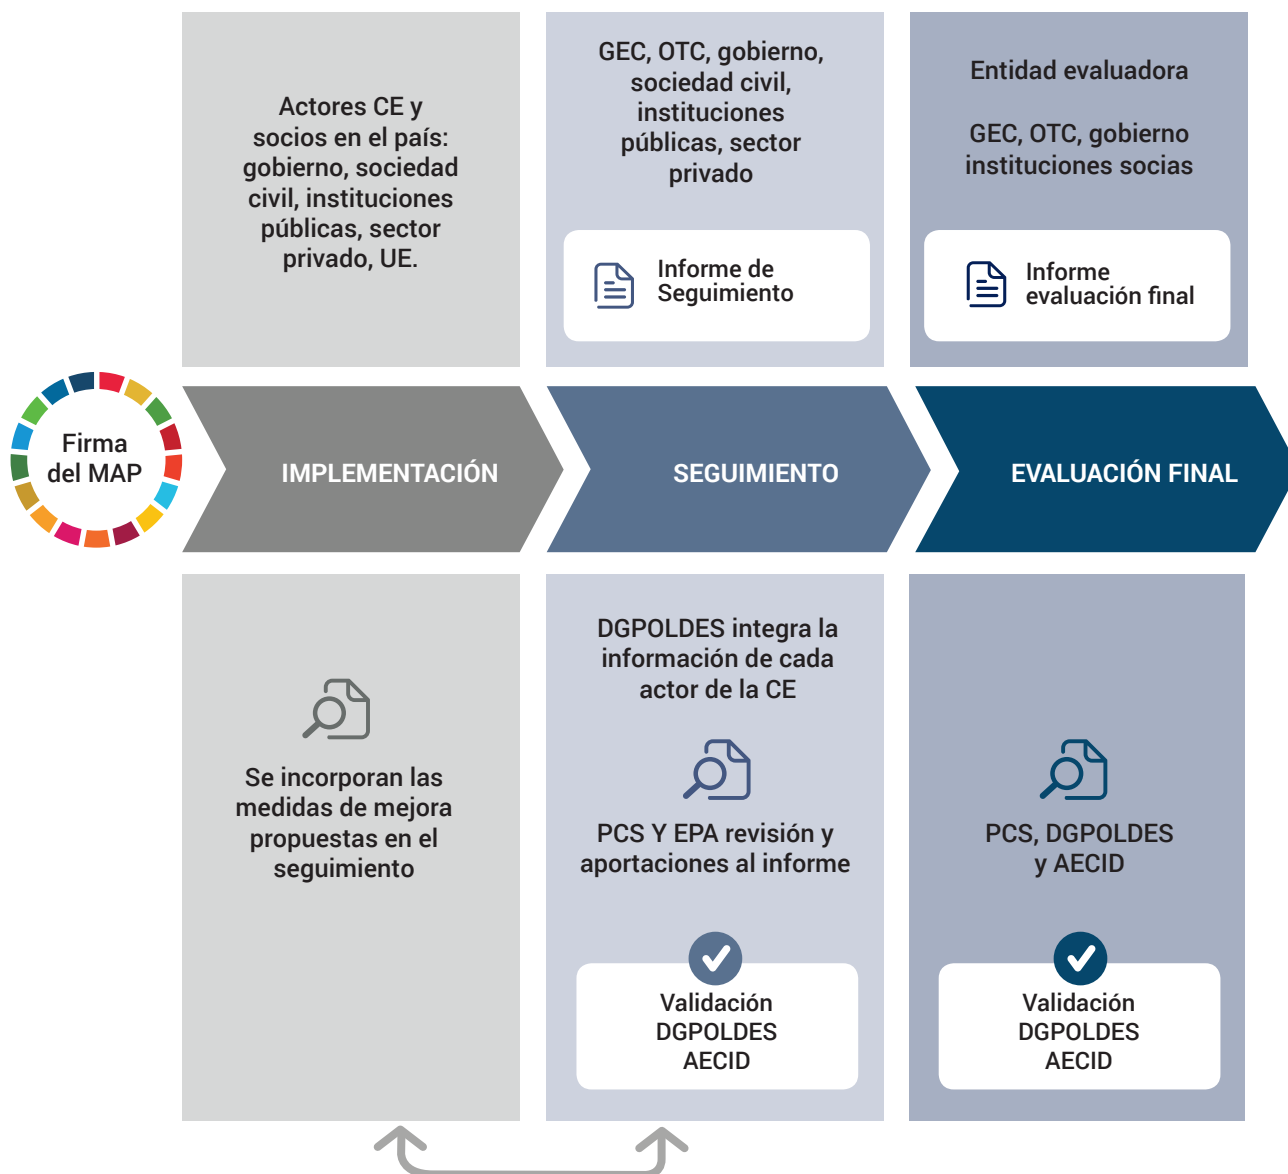 Actores CE y
socios en el país:
gobierno, sociedad
civil, instituciones
públicas, sector
privado, UE.
GEC, OTC, gobierno,
sociedad civil,
instituciones
públicas, sector
privado
Informe de
Seguimiento
Entidad evaluadora
GEC, OTC, gobierno
instituciones socias
Informe
evaluación final
Firma
del MAP
IMPLEMENTACIÓN
SEGUIMIENTO
EVALUACIÓN FINAL
Se incorporan las
medidas de mejora
propuestas en el
seguimiento
DGPOLDES integra la
información de cada
actor de la CE
PCS Y EPA revisión y
aportaciones al informe
Validación
DGPOLDES
AECID
PCS, DGPOLDES
y AECID
Validación
DGPOLDES
AECID